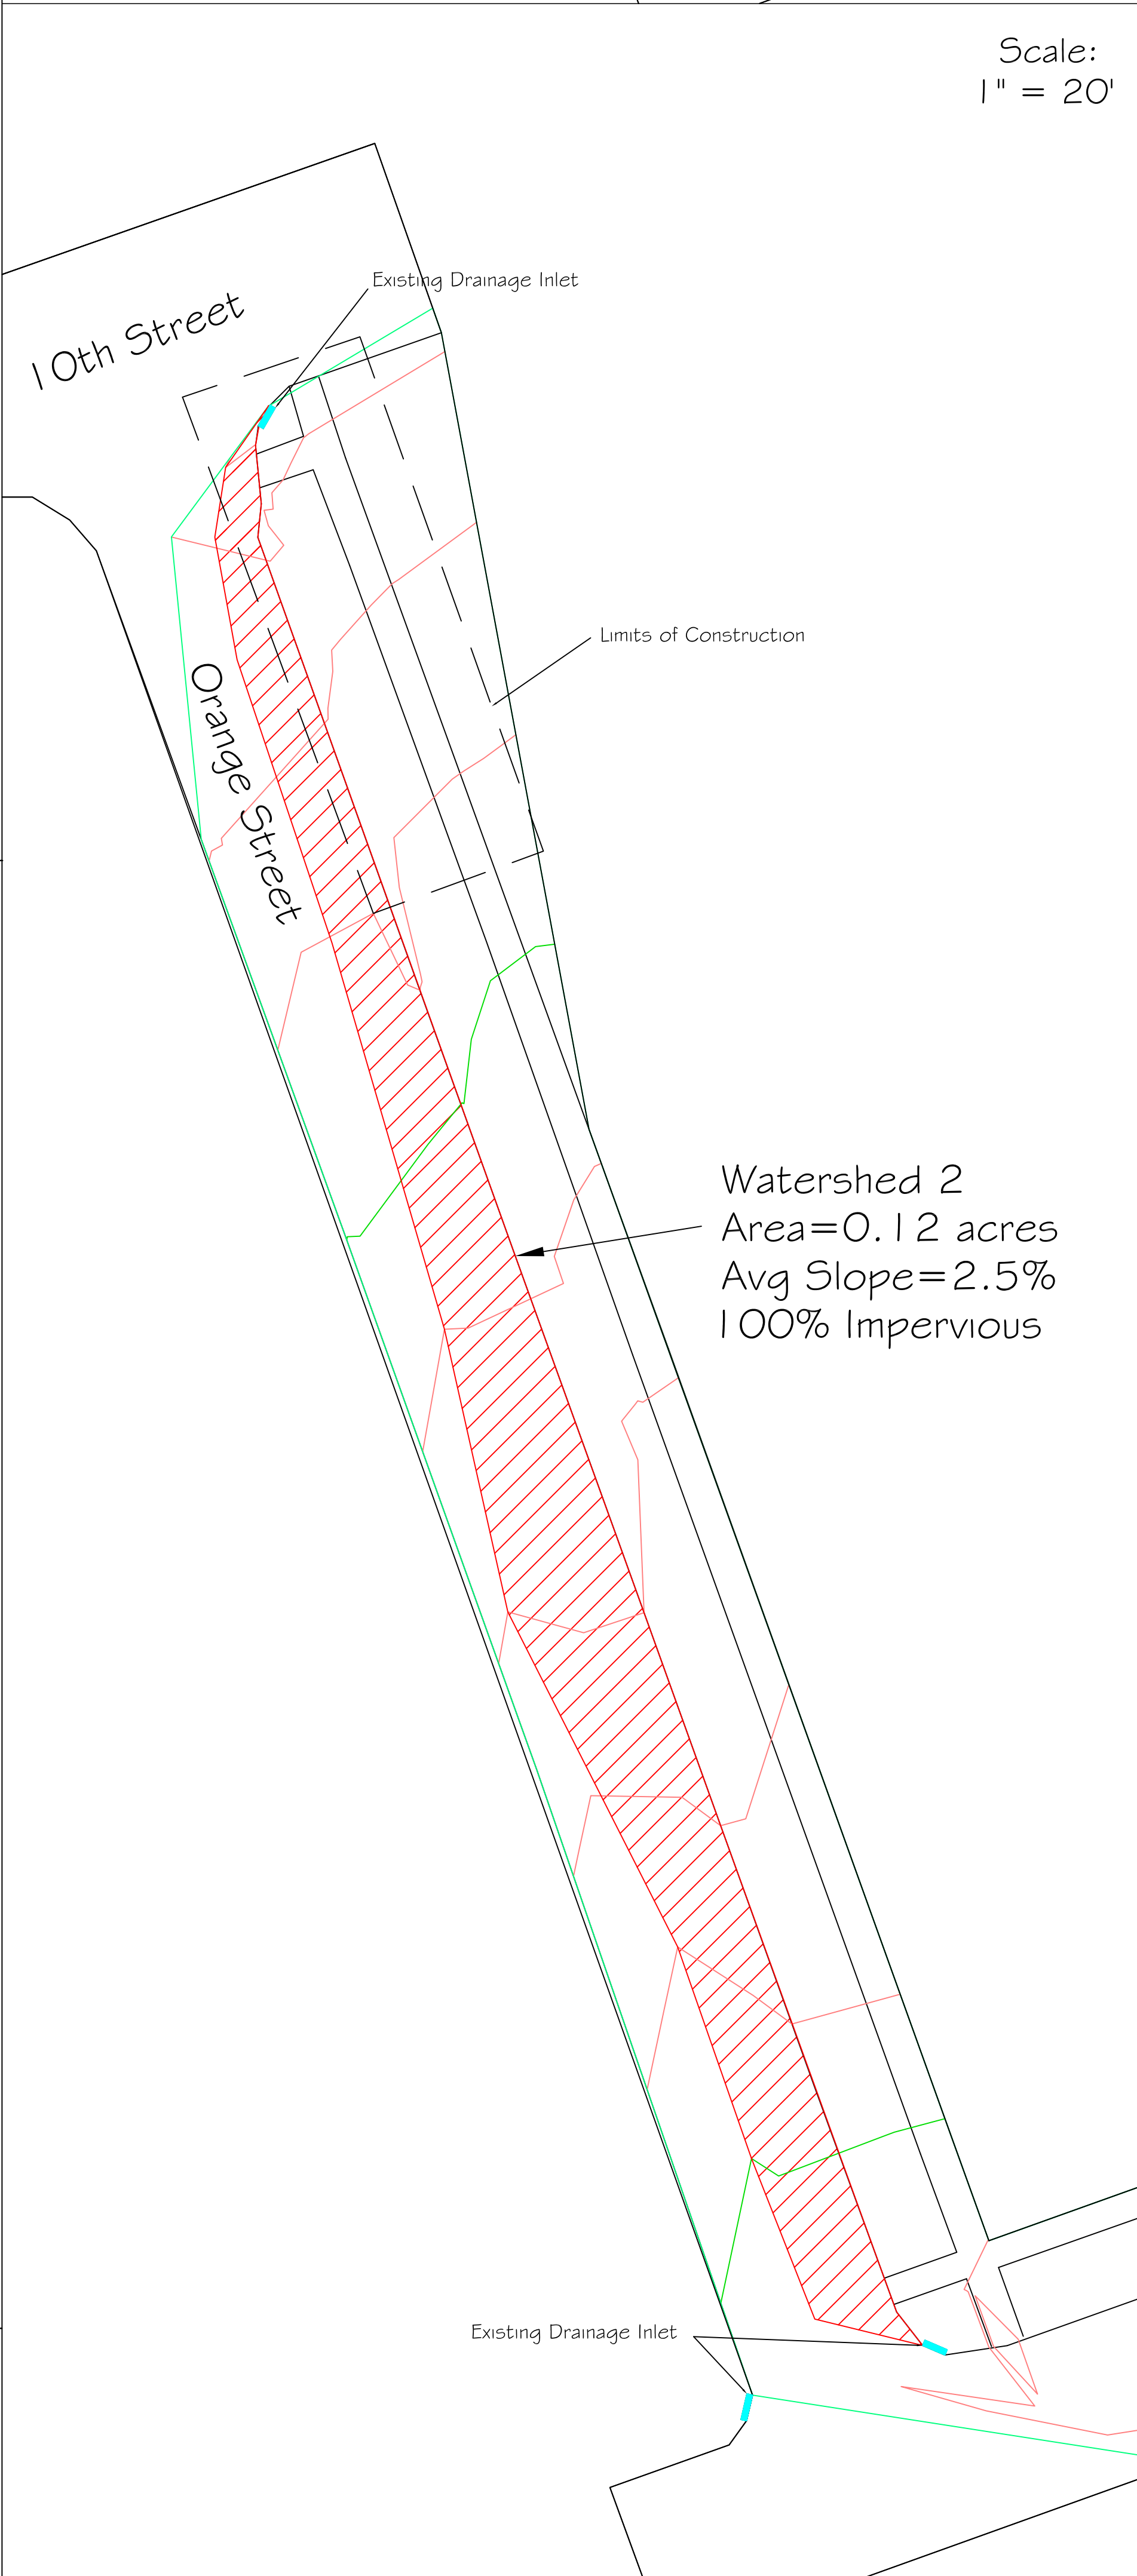 Scale:
1" = 20'
Existing Drainage Inlet
10th Street
Limits of Construction
Orange Street
Watershed 2
Area=0.12 acres
Avg Slope=2.5%
100% Impervious
Existing Drainage Inlet